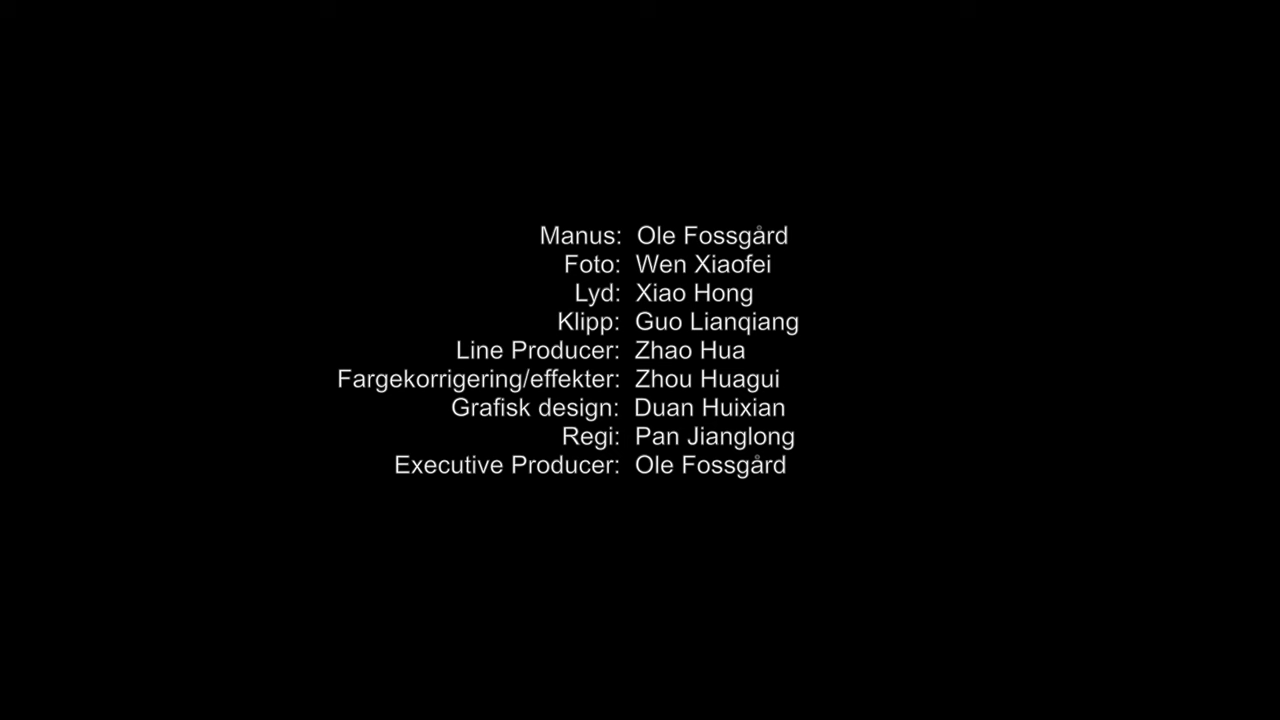 Manus: Ole Fossgård
Foto: Wen Xiaofei
Lyd: Xiao Hong
Klipp: Guo Lianqiang
Line Producer: Zhao Hua
Fargekorrigering/effekter: Zhou Huagui
Grafisk design: Duan Huixian
Regi: Pan Jianglong
Executive Producer: Ole Fossgård